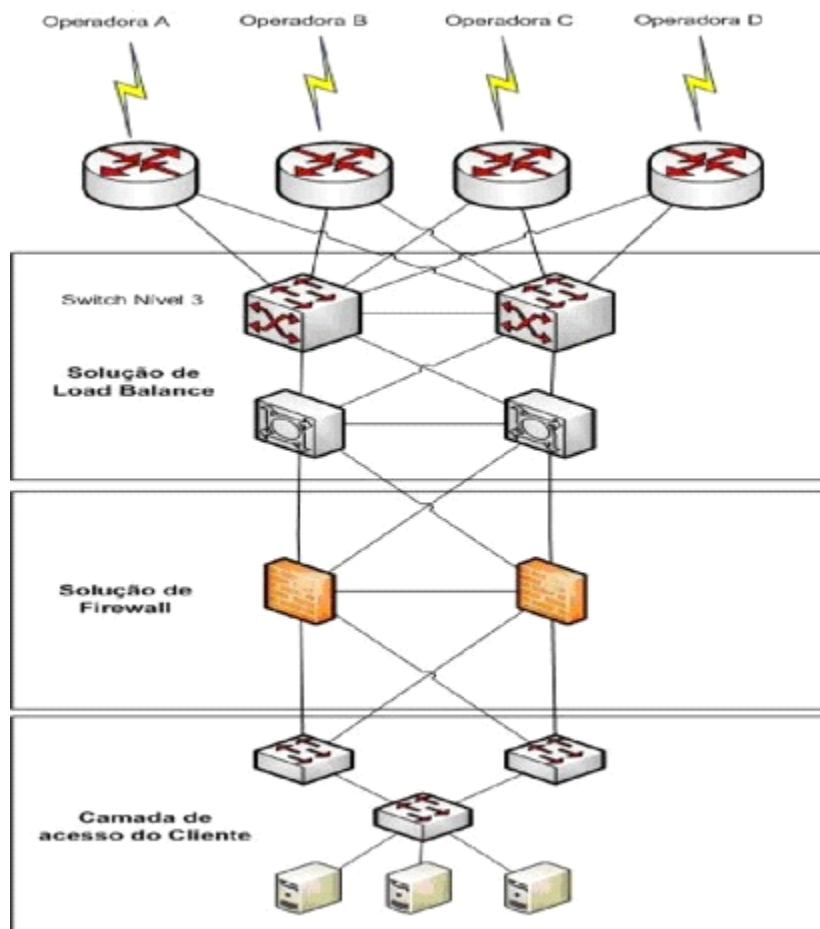 Operadora A
Operadora B
Operadora C
Operadora D
Switch Nível 3
Solução de
Load Balance
Solução de
Firewall
Camada de
acesso do Cliente